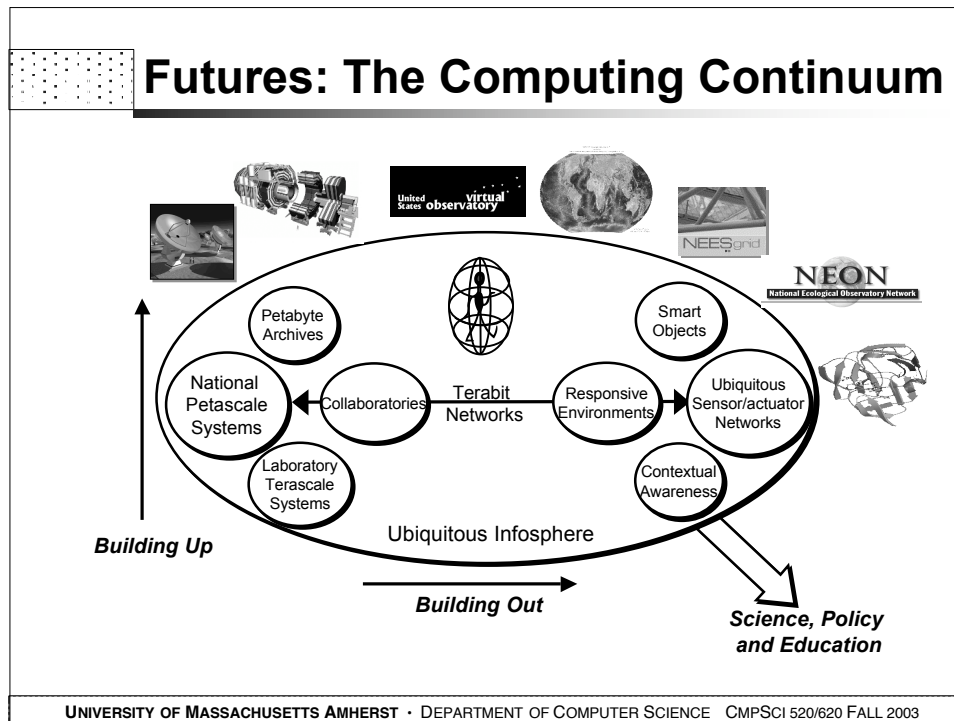 Futures: The Computing Continuum
United States virtual observatory
NEESgrid
NEON
National Ecological Observatory Network
Petabyte
Archives
Smart
Objects
National
Petascale
Systems
Collaboratories
Terabit
Networks
Responsive
Environments
Ubiquitous
Sensor/actuator
Networks
Laboratory
Terascale
Systems
Contextual
Awareness
Ubiquitous Infosphere
Building Up
Building Out
Science, Policy
and Education
UNIVERSITY OF MASSACHUSETTS AMHERST · DEPARTMENT OF COMPUTER SCIENCE CMPSCI 520/620 FALL 2003